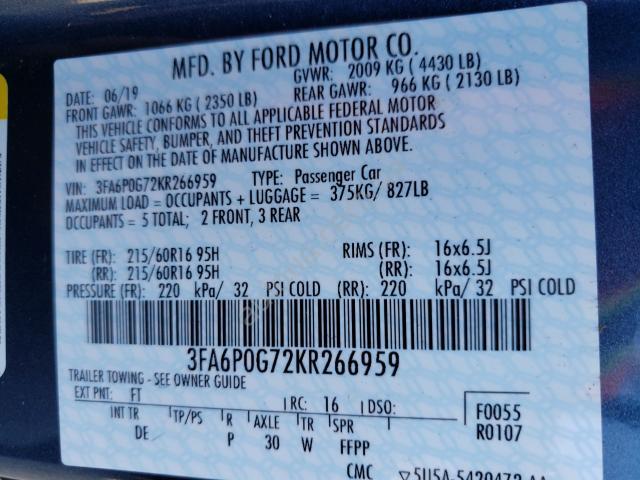 MFD. BY FORD MOTOR CO.
DATE: 06/19 GVWR: 2009 KG ( 4430 LB)
FRONT GAWR: 1066 KG ( 2350 LB) REAR GAWR: 966 KG ( 2130 LB)
THIS VEHICLE CONFORMS TO ALL APPLICABLE FEDERAL MOTOR
VEHICLE SAFETY, BUMPER, AND THEFT PREVENTION STANDARDS
IN EFFECT ON THE DATE OF MANUFACTURE SHOWN ABOVE.
VIN: 3FA6P0G72KR266959 TYPE: Passenger Car
MAXIMUM LOAD = OCCUPANTS + LUGGAGE = 375KG/ 827LB
OCCUPANTS = 5 TOTAL; 2 FRONT, 3 REAR
TIRE (FR): 215/60R16 95H RIMS (FR): 16x6.5J
(RR): 215/60R16 95H (RR): 16x6.5J
PRESSURE (FR): 220 kPa/ 32 PSI COLD (RR): 220 kPa/ 32 PSI COLD
3FA6P0G72KR266959
TRAILER TOWING - SEE OWNER GUIDE
EXT PNT: FT RC: 16 DSO: F0055
INT TR TP/PS R AXLE TR SPR R0107
DE P 30 W FFPP
CMC